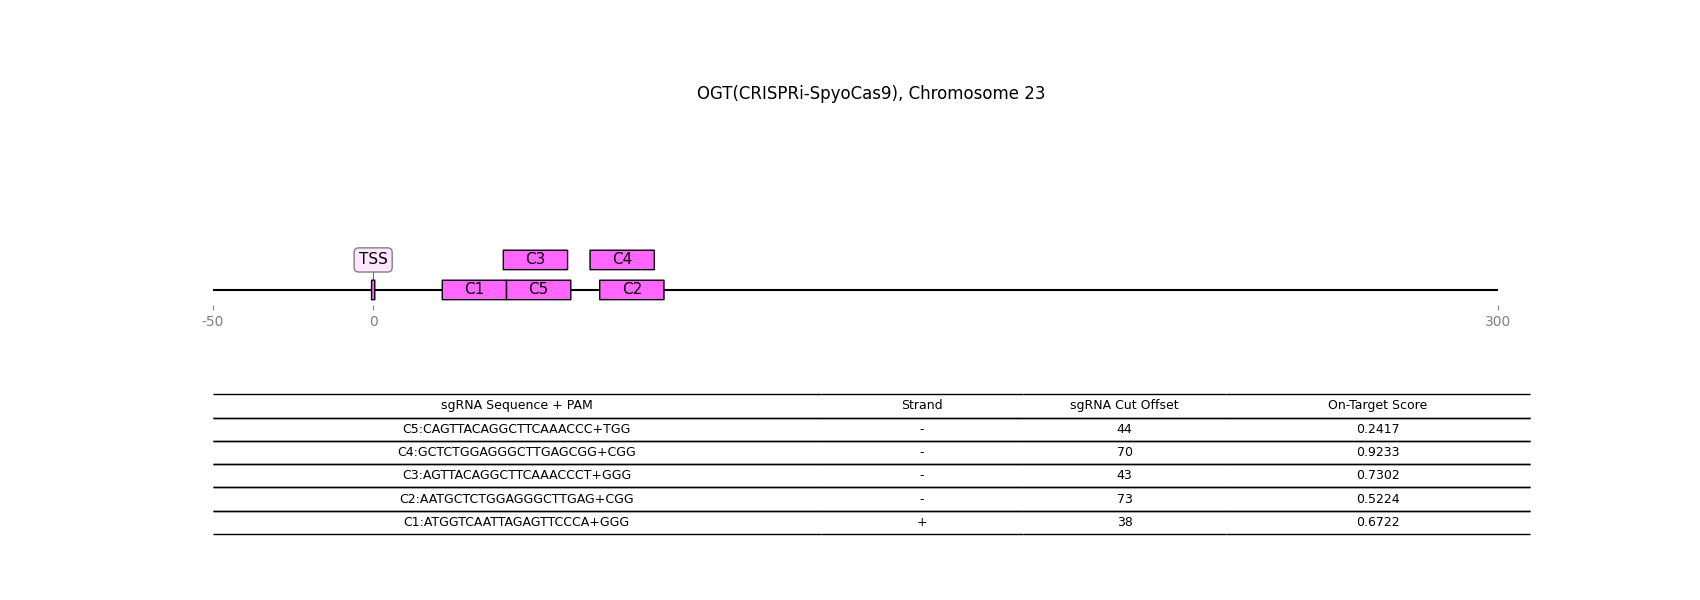 OGT(CRISPRi-SpyoCas9), Chromosome 23
TSS C3 C4
C1 C5 C2
-50 0 300
sgRNA Sequence + PAM Strand sgRNA Cut Offset On-Target Score
C5:CAGTTACAGGCTTCAAACCC+TGG - 44 0.2417
C4:GCTCTGGAGGGCTTGAGCGG+CGG - 70 0.9233
C3:AGTTACAGGCTTCAAACCCT+GGG - 43 0.7302
C2:AATGCTCTGGAGGGCTTGAG+CGG - 73 0.5224
C1:ATGGTCAATTAGAGTTCCCA+GGG + 38 0.6722